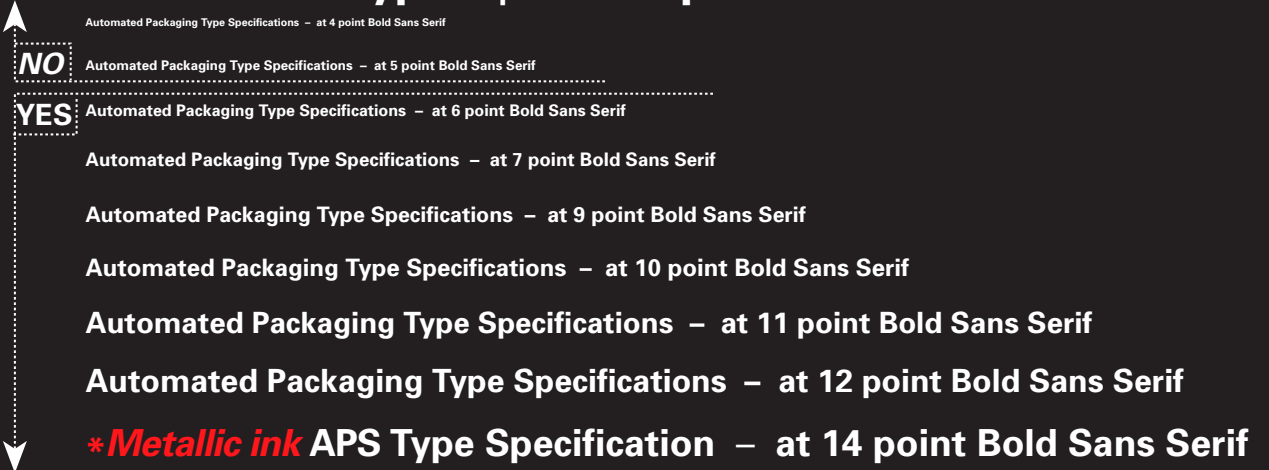 Automated Packaging Type Specifications – at 4 point Bold Sans Serif
NO Automated Packaging Type Specifications – at 5 point Bold Sans Serif
YES Automated Packaging Type Specifications – at 6 point Bold Sans Serif
Automated Packaging Type Specifications – at 7 point Bold Sans Serif
Automated Packaging Type Specifications – at 9 point Bold Sans Serif
Automated Packaging Type Specifications – at 10 point Bold Sans Serif
Automated Packaging Type Specifications – at 11 point Bold Sans Serif
Automated Packaging Type Specifications – at 12 point Bold Sans Serif
*Metallic ink APS Type Specification – at 14 point Bold Sans Serif